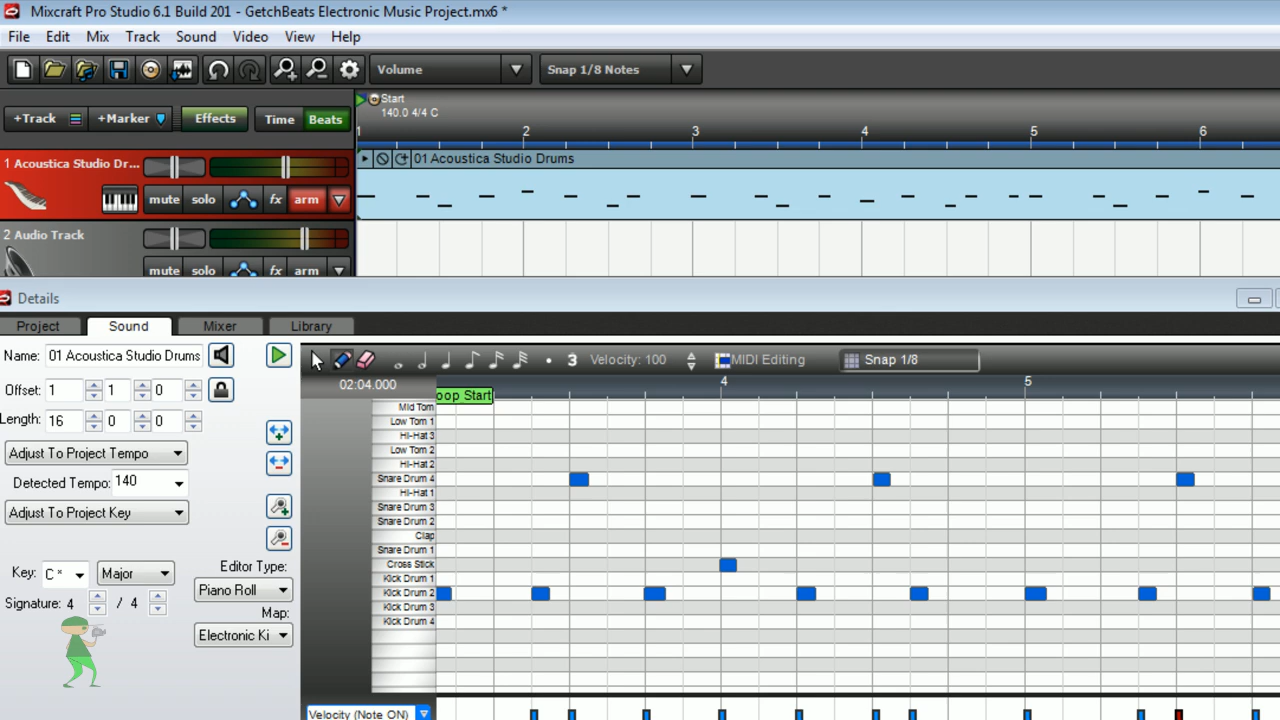 Mixcraft Pro Studio 6.1 Build 201 - GetchBeats Electronic Music Project.mx6 *
File Edit Mix Track Sound Video View Help
Volume Snap 1/8 Notes
Start
+Track +Marker Effects Time Beats 140.0 4/4 C
1 2 3 4 5 6
1 Acoustica Studio Dr... 01 Acoustica Studio Drums
mute solo fx arm
2 Audio Track
mute solo fx arm
Details
Project Sound Mixer Library
Name: 01 Acoustica Studio Drums 3 Velocity: 100 MIDI Editing Snap 1/8
Offset: 1 1 0 02:04.000 4 5
oop Start
Length: 16 0 0
Adjust To Project Tempo
Detected Tempo: 140
Adjust To Project Key
Key: C * Major
Signature: 4 / 4
Editor Type:
Piano Roll
Map:
Electronic Ki
Mid Tom
Low Tom 1
Hi-Hat 3
Low Tom 2
Hi-Hat 2
Snare Drum 4
Hi-Hat 1
Snare Drum 3
Snare Drum 2
Clap
Snare Drum 1
Cross Stick
Kick Drum 1
Kick Drum 2
Kick Drum 3
Kick Drum 4
Velocity (Note ON)